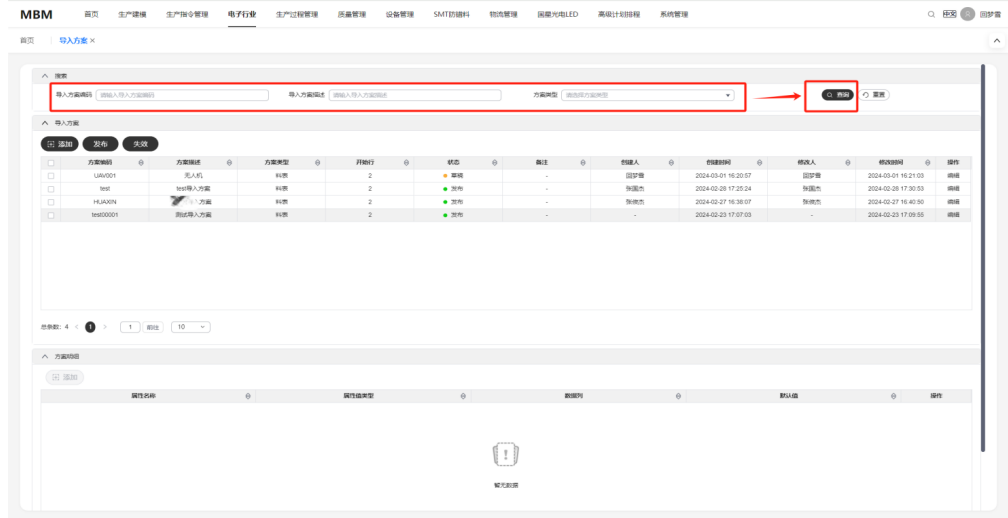 MBM 首页 生产建模 生产指令管理 电子行业 生产过程管理 质量管理 设备管理 SMT防错料 物流管理 国星光电LED 高级计划排程 系统管理 中文 回梦雪
首页 导入方案 ×
搜索
导入方案编码 请输入导入方案编码 导入方案描述 请输入导入方案描述 方案类型 请选择方案类型 查询 重置
导入方案
添加 发布 失效
方案编码 方案描述 方案类型 开始行 状态 备注 创建人 创建时间 修改人 修改时间 操作
UAV001 无人机 料表 2 草稿 - 回梦雪 2024-03-01 16:20:57 回梦雪 2024-03-01 16:21:03 编辑
test test导入方案 料表 2 发布 - 张国杰 2024-02-28 17:25:24 张国杰 2024-02-28 17:30:53 编辑
HUAXIN 方案 料表 2 发布 - 2024-02-27 16:38:07 2024-02-27 16:40:50 编辑
test00001 测试导入方案 料表 2 发布 - - 2024-02-23 17:07:03 - 2024-02-23 17:09:55 编辑
总条数: 4 < 1 > 1 前往 10
方案明细
添加
属性名称 属性值类型 数据列 默认值 操作
暂无数据